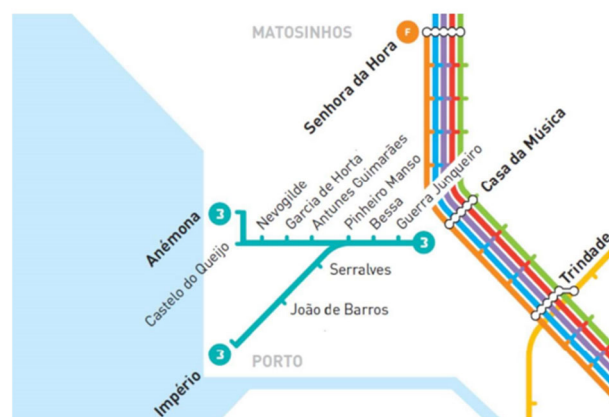 MATOSINHOS
F
Senhora da Hora
Casa da Música
Trindade
Anémona
3
Castelo do Queijo
Nevogilde
Garcia de Horta
Antunes Guimarães
Pinheiro Manso
Bessa
Guerra Junqueiro
3
Serralves
João de Barros
3
Império
PORTO